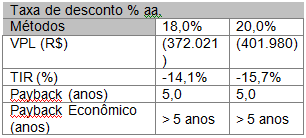 Taxa de desconto % aa.
Métodos 18,0% 20,0%
VPL (R$) (372.021 (401.980)
)
TIR (%) -14,1% -15,7%
Payback (anos) 5,0 5,0
Payback Econômico > 5 anos > 5 anos
(anos)